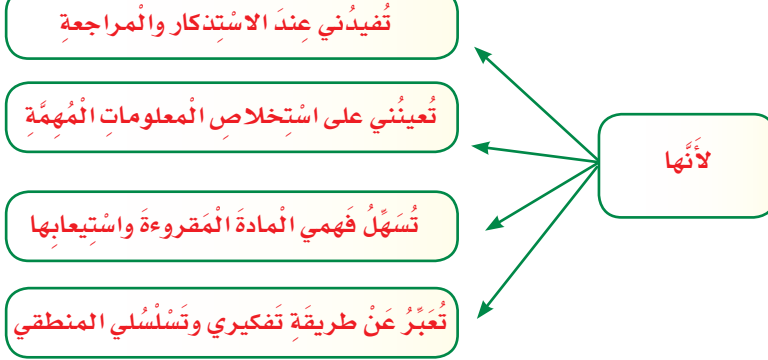 لأَنَّها
تُفيدُني عِندَ الاسْتِذكار والْمراجعةِ
تُعينُني على اسْتِخلاصِ الْمعلوماتِ الْمُهِمَّةِ
تُسَهِّلُ فَهمي الْمادةَ الْمَقروءةَ واسْتِيعابِها
تُعَبِّرُ عَنْ طريقَةِ تَفكيري وتَسْلْسُلي المنطقي